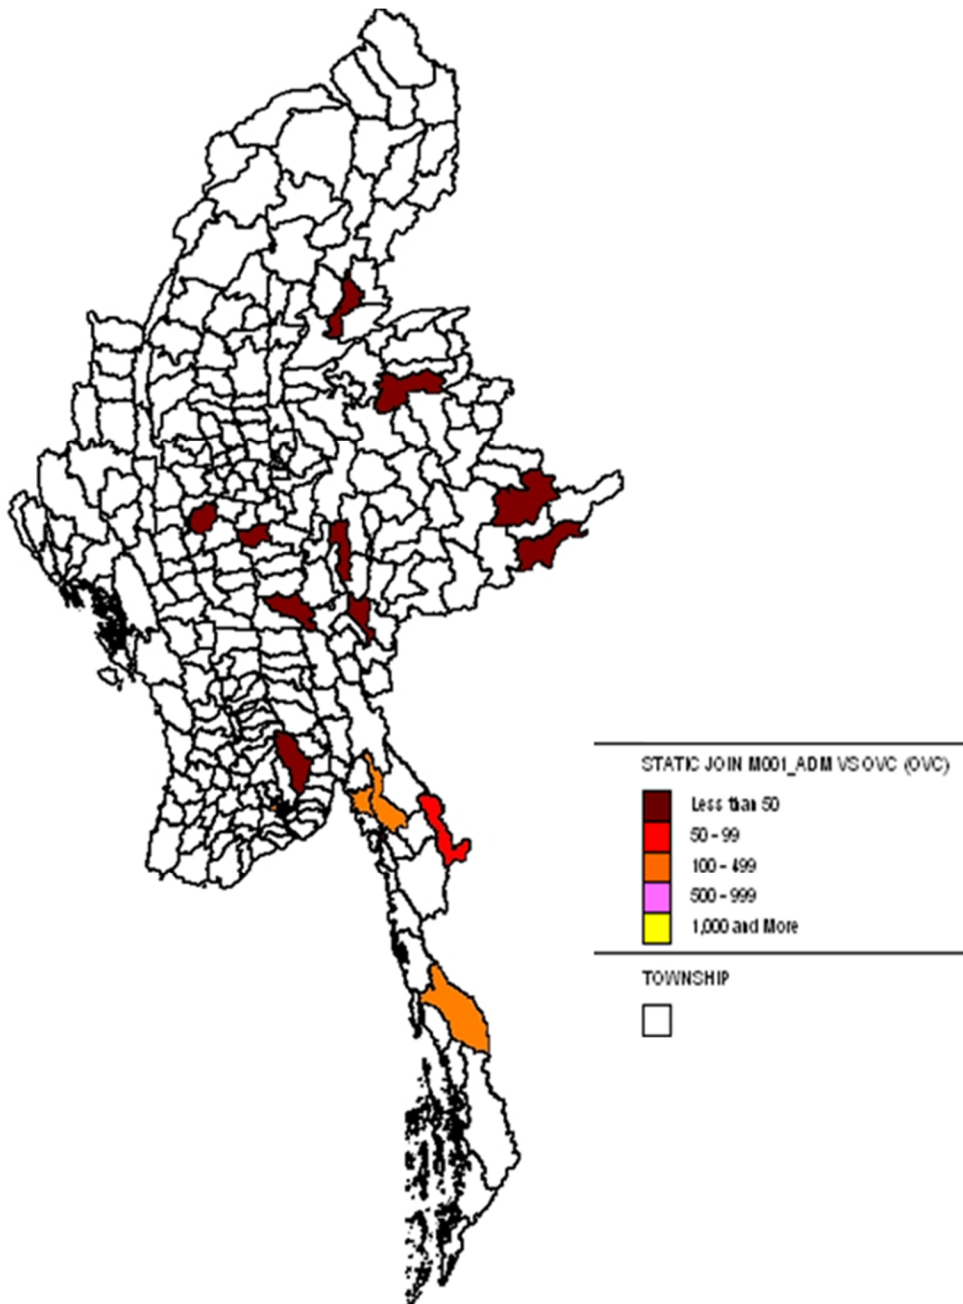 STATIC JOIN M001_ADM VS OVC (OVC)
Less than 50
50 - 99
100 - 499
500 - 999
1,000 and More
TOWNSHIP